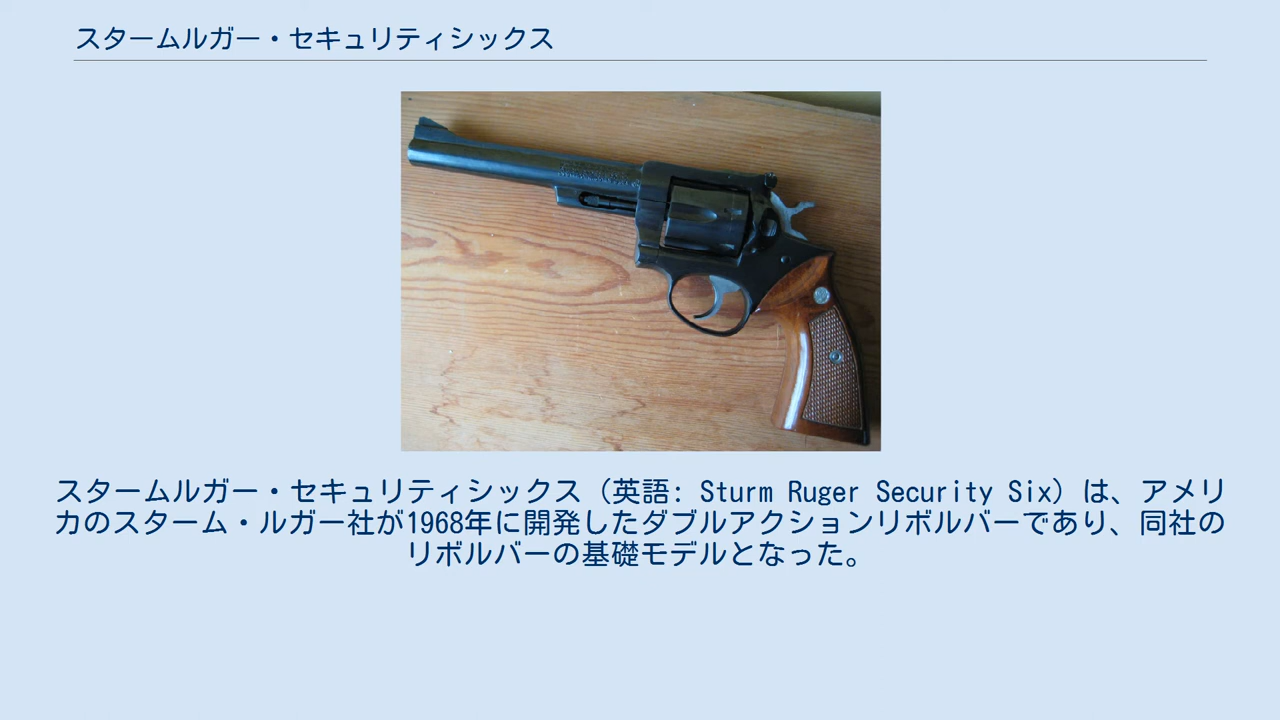 スタームルガー・セキュリティシックス
スタームルガー・セキュリティシックス（英語: Sturm Ruger Security Six）は、アメリ
カのスターム・ルガー社が1968年に開発したダブルアクションリボルバーであり、同社の
リボルバーの基礎モデルとなった。